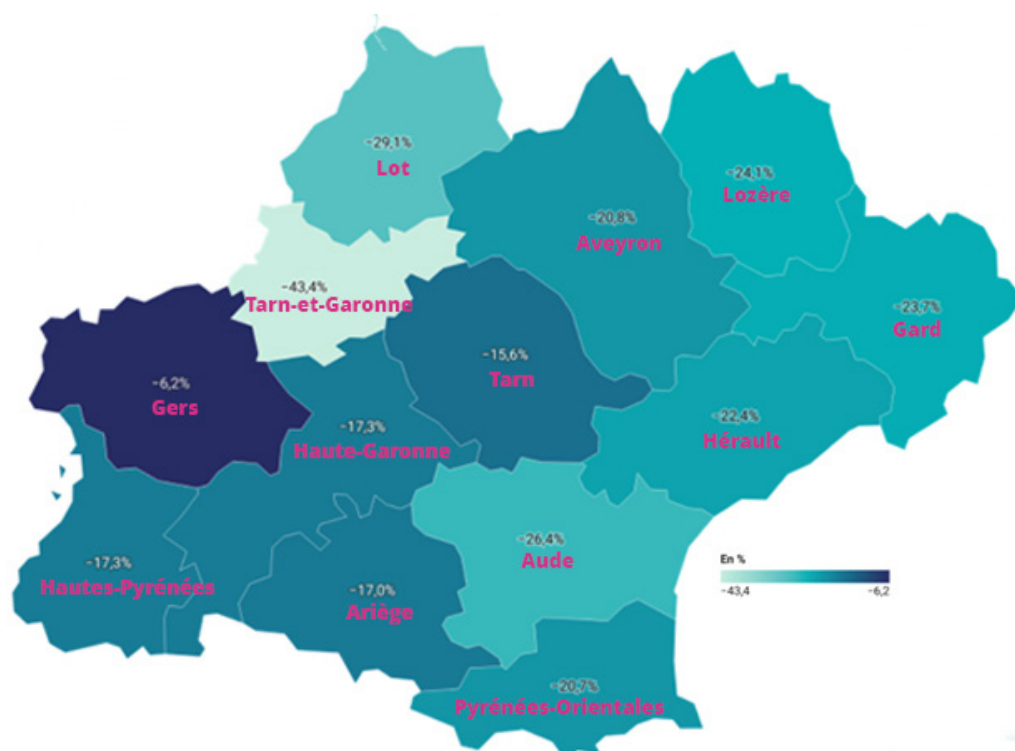 −29,1%
Lot
−24,1%
Lozère
−20,8%
Aveyron
−43,4%
Tarn-et-Garonne
−23,7%
Gard
−15,6%
Tarn
−6,2%
Gers
−22,4%
Hérault
−17,3%
Haute-Garonne
−26,4%
Aude
−17,3%
Hautes-Pyrénées
−17,0%
Ariège
En %
−43,4 −6,2
−20,7%
Pyrénées-Orientales